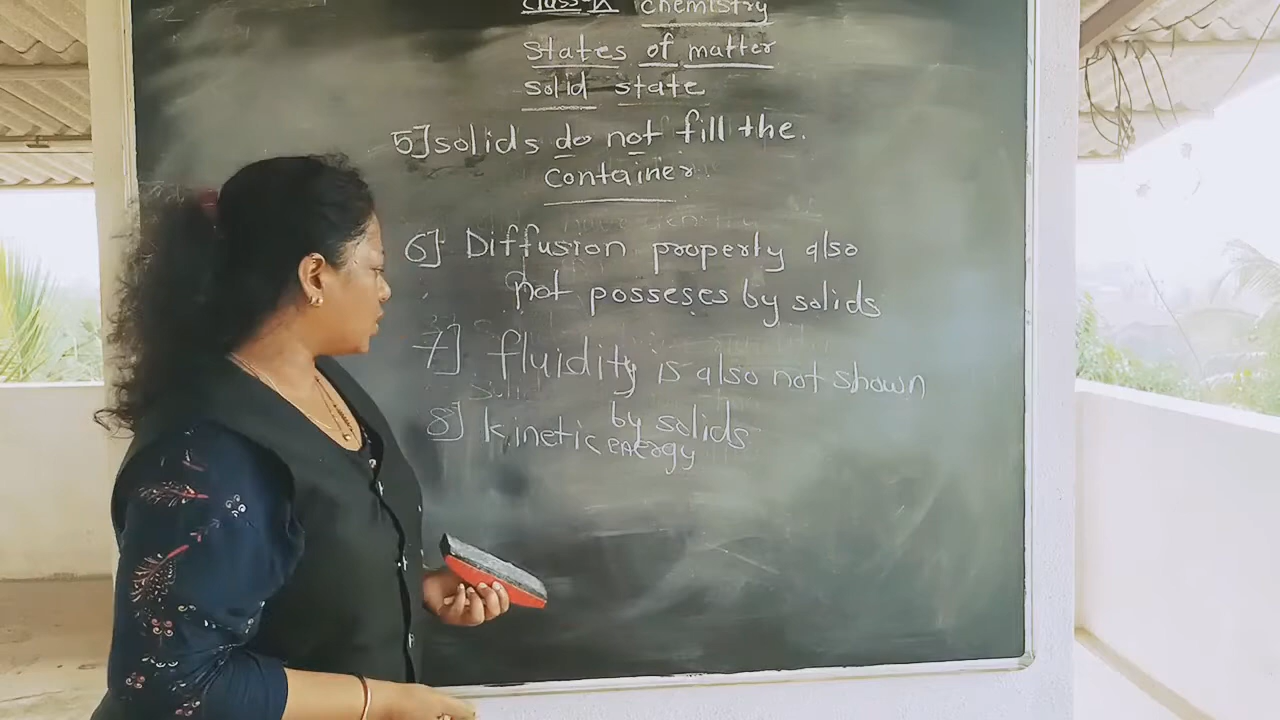 class-IX chemistry
states of matter
solid state
5] solids do not fill the.
container
6] Diffusion property also
not posseses by solids
7] fluidity is also not shown
by solids
8] kinetic energy